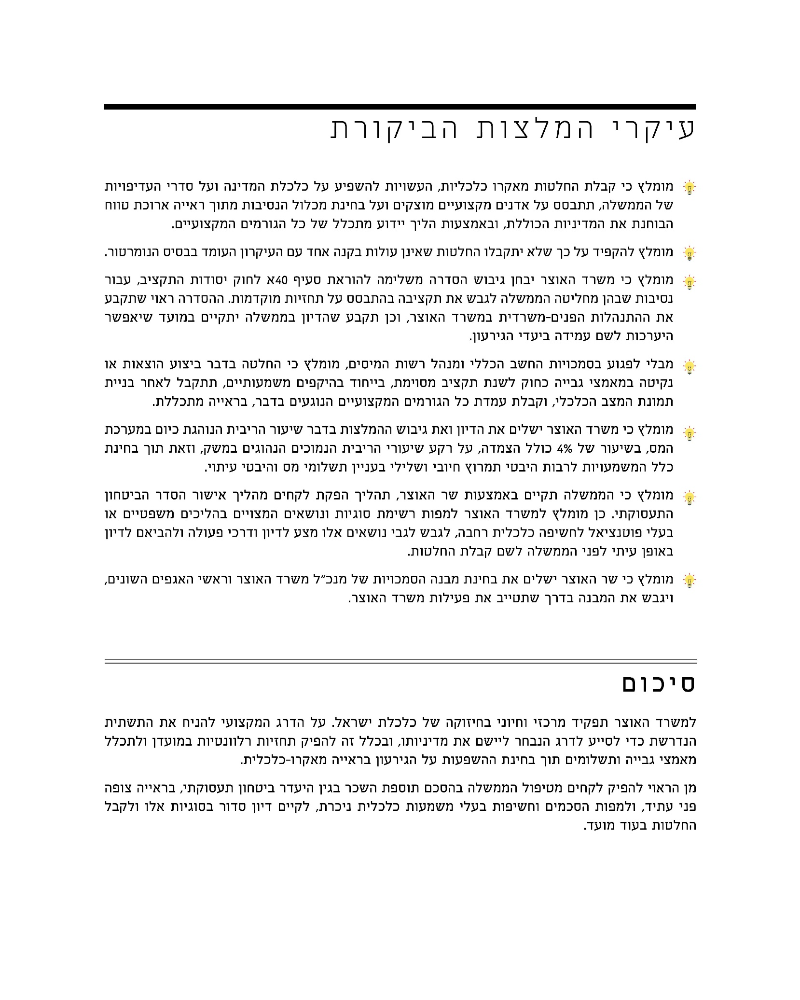 עיקרי המלצות הביקורת
מומלץ כי קבלת החלטות מאקרו כלכליות, העשויות להשפיע על כלכלת המדינה ועל סדרי העדיפויות
של הממשלה, תתבסס על אדנים מקצועיים מוצקים ועל בחינת מכלול הנסיבות מתוך ראייה ארוכת טווח
הבוחנת את המדיניות הכוללת, ובאמצעות הליך יידוע מתכלל של כל הגורמים המקצועיים.
מומלץ להקפיד על כך שלא יתקבלו החלטות שאינן עולות בקנה אחד עם העיקרון העומד בבסיס הנומרטור.
מומלץ כי משרד האוצר יבחן גיבוש הסדרה משלימה להוראת סעיף 40א לחוק יסודות התקציב, עבור
נסיבות שבהן מחליטה הממשלה לגבש את תקציבה בהתבסס על תחזיות מוקדמות. ההסדרה ראוי שתקבע
את ההתנהלות הפנים-משרדית במשרד האוצר, וכן תקבע שהדיון בממשלה יתקיים במועד שיאפשר
היערכות לשם עמידה ביעדי הגירעון.
מבלי לפגוע בסמכויות החשב הכללי ומנהל רשות המיסים, מומלץ כי החלטה בדבר ביצוע הוצאות או
נקיטה במאמצי גבייה כחוק לשנת תקציב מסוימת, בייחוד בהיקפים משמעותיים, תתקבל לאחר בניית
תמונת המצב הכלכלי, וקבלת עמדת כל הגורמים המקצועיים הנוגעים בדבר, בראייה מתכללת.
מומלץ כי משרד האוצר ישלים את הדיון ואת גיבוש ההמלצות בדבר שיעור הריבית הנוהגת כיום במערכת
המס, בשיעור של 4% כולל הצמדה, על רקע שיעורי הריבית הנמוכים הנהוגים במשק, וזאת תוך בחינת
כלל המשמעויות לרבות היבטי תמרוץ חיובי ושלילי בעניין תשלומי מס והיבטי עיתוי.
מומלץ כי הממשלה תקיים באמצעות שר האוצר, תהליך הפקת לקחים מהליך אישור הסדר הביטחון
התעסוקתי. כן מומלץ למשרד האוצר למפות רשימת סוגיות ונושאים המצויים בהליכים משפטיים או
בעלי פוטנציאל לחשיפה כלכלית רחבה, לגבש לגבי נושאים אלו מצע לדיון ודרכי פעולה ולהביאם לדיון
באופן עיתי לפני הממשלה לשם קבלת החלטות.
מומלץ כי שר האוצר ישלים את בחינת מבנה הסמכויות של מנכ״ל משרד האוצר וראשי האגפים השונים,
ויגבש את המבנה בדרך שתטייב את פעילות משרד האוצר.
סיכום
למשרד האוצר תפקיד מרכזי וחיוני בחיזוקה של כלכלת ישראל. על הדרג המקצועי להניח את התשתית
הנדרשת כדי לסייע לדרג הנבחר ליישם את מדיניותו, ובכלל זה להפיק תחזיות רלוונטיות במועדן ולתכלל
מאמצי גבייה ותשלומים תוך בחינת ההשפעות על הגירעון בראייה מאקרו-כלכלית.
מן הראוי להפיק לקחים מטיפול הממשלה בהסכם תוספת השכר בגין היעדר ביטחון תעסוקתי, בראייה צופה
פני עתיד, ולמפות הסכמים וחשיפות בעלי משמעות כלכלית ניכרת, לקיים דיון סדור בסוגיות אלו ולקבל
החלטות בעוד מועד.